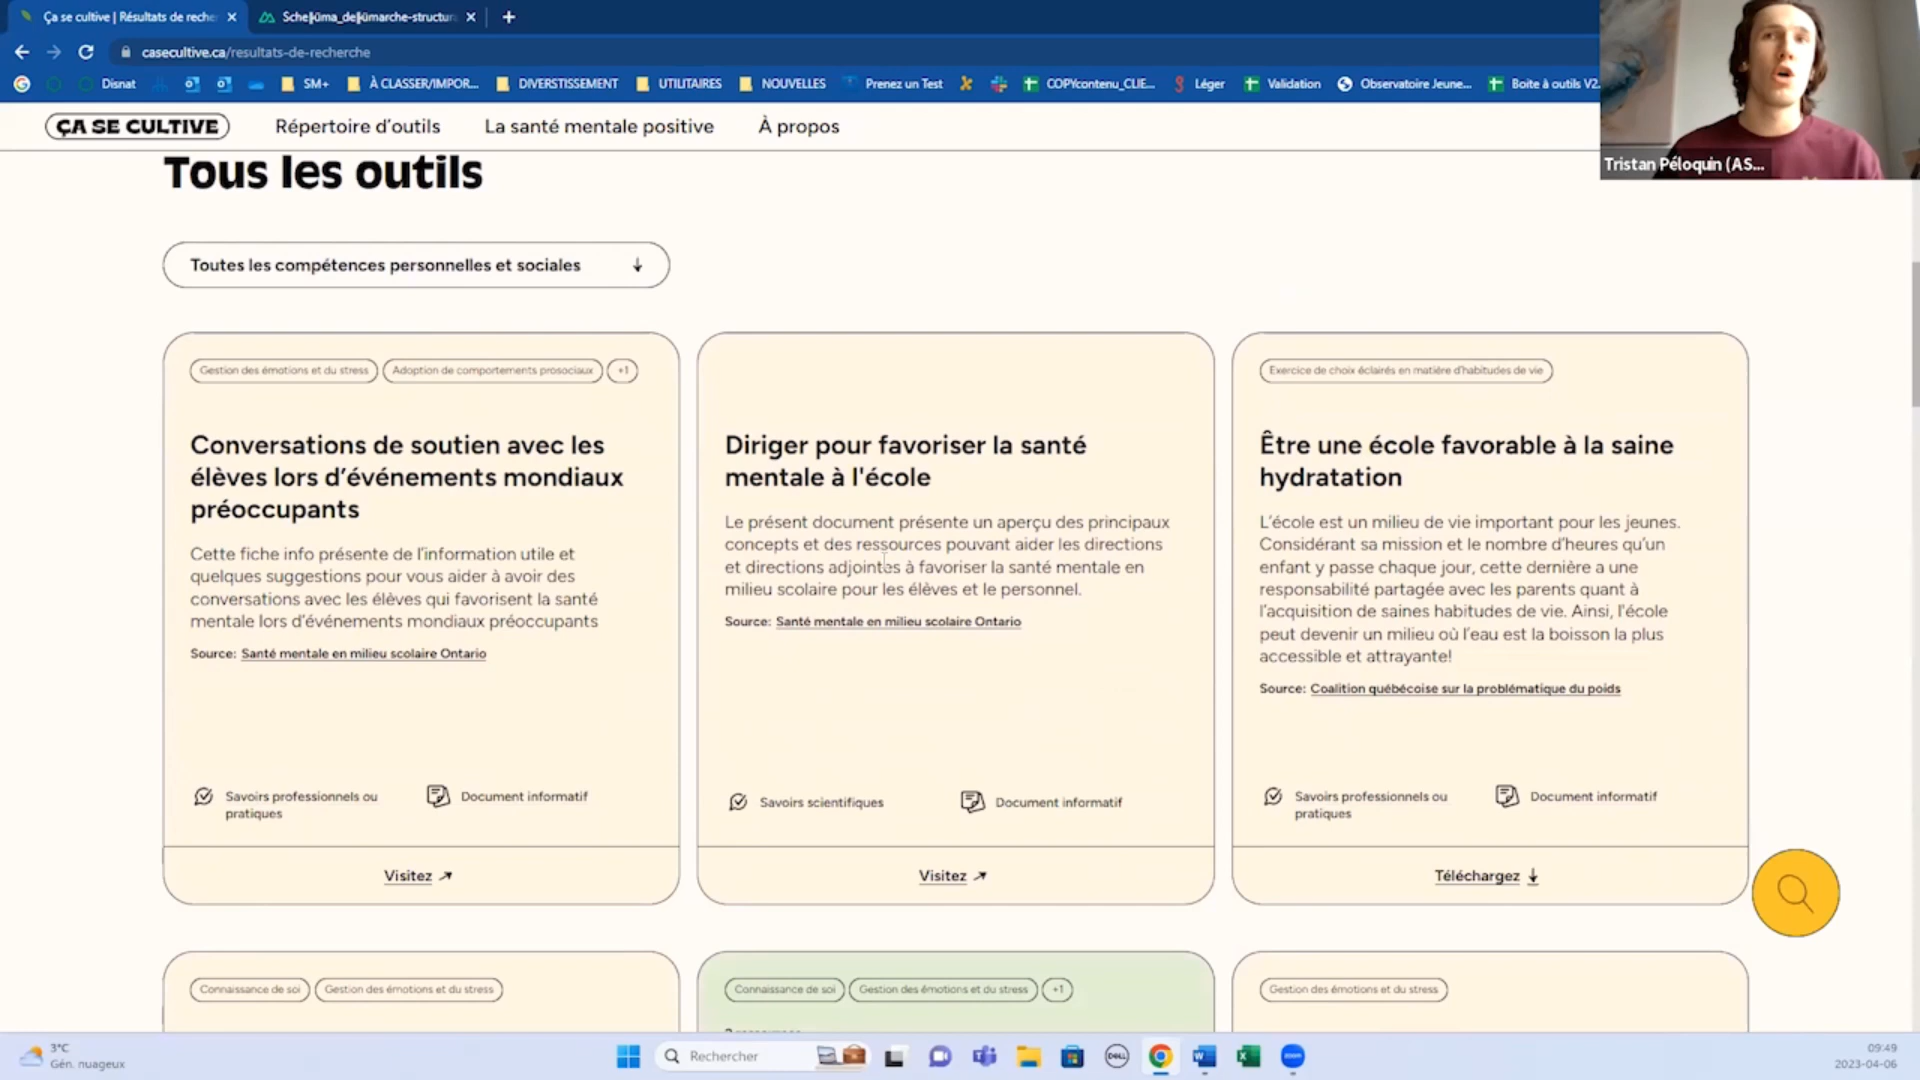 Ça se cultive | Résultats de reche
casecultive.ca/resultats-de-recherche
Disnat
SM+
À CLASSER/IMPOR...
DIVERSTISSEMENT
UTILITAIRES
NOUVELLES
Prenez un Test
COPYcontenu_CLIE...
Léger
Validation
Observatoire Jeune...
Boite à outils V2.
Tristan Péloquin (AS...
ÇA SE CULTIVE
Répertoire d'outils
La santé mentale positive
À propos
Tous les outils
Toutes les compétences personnelles et sociales
Gestion des émotions et du stress
Adoption de comportements prosociaux
+1
Conversations de soutien avec les
élèves lors d'événements mondiaux
préoccupants
Cette fiche info présente de l'information utile et
quelques suggestions pour vous aider à avoir des
conversations avec les élèves qui favorisent la santé
mentale lors d'événements mondiaux préoccupants
Source: Santé mentale en milieu scolaire Ontario
Savoirs professionnels ou
pratiques
Document informatif
Visitez
Diriger pour favoriser la santé
mentale à l'école
Le présent document présente un aperçu des principaux
concepts et des ressources pouvant aider les directions
et directions adjointes à favoriser la santé mentale en
milieu scolaire pour les élèves et le personnel.
Source: Santé mentale en milieu scolaire Ontario
Savoirs scientifiques
Document informatif
Visitez
Exercice de choix éclairés en matière d'habitudes de vie
Être une école favorable à la saine
hydratation
L'école est un milieu de vie important pour les jeunes.
Considérant sa mission et le nombre d'heures qu'un
enfant y passe chaque jour, cette dernière a une
responsabilité partagée avec les parents quant à
l'acquisition de saines habitudes de vie. Ainsi, l'école
peut devenir un milieu où l'eau est la boisson la plus
accessible et attrayante!
Source: Coalition québécoise sur la problématique du poids
Savoirs professionnels ou
pratiques
Document informatif
Téléchargez
Connaissance de soi
Gestion des émotions et du stress
Connaissance de soi
Gestion des émotions et du stress
+1
Gestion des émotions et du stress
3°C
Gén. nuageux
Rechercher
DELL
09:49
2023-04-06